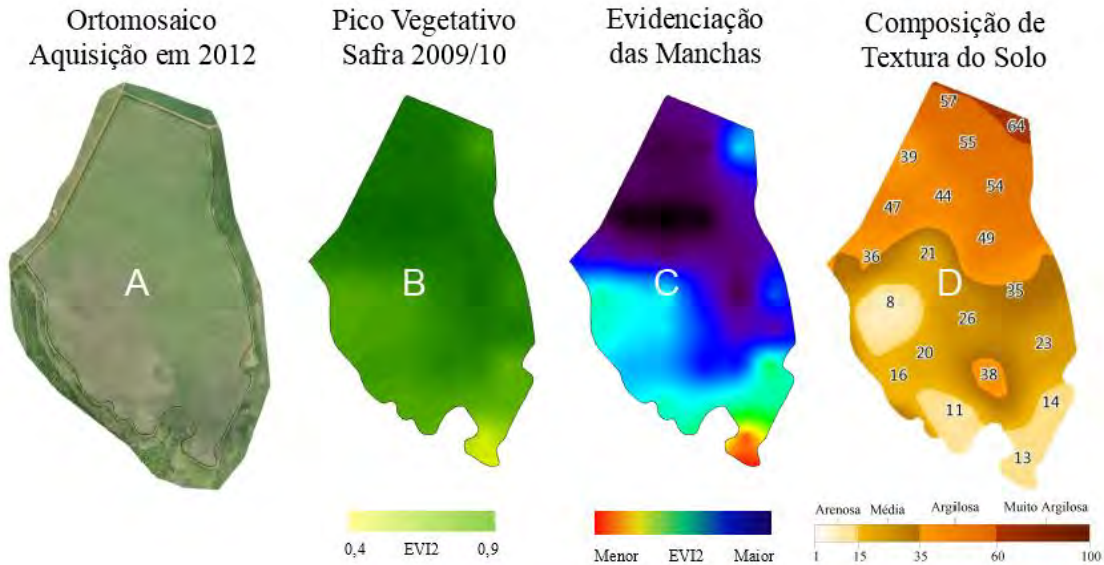 Ortomosaico
Aquisição em 2012
Pico Vegetativo
Safra 2009/10
Evidenciação
das Manchas
Composição de
Textura do Solo
A
B
C
D
57
64
55
39
54
44
47
49
21
36
35
8
26
23
20
16
38
14
11
13
0,4 EVI2 0,9
Menor EVI2 Maior
Arenosa Média Argilosa Muito Argilosa
1 15 35 60 100